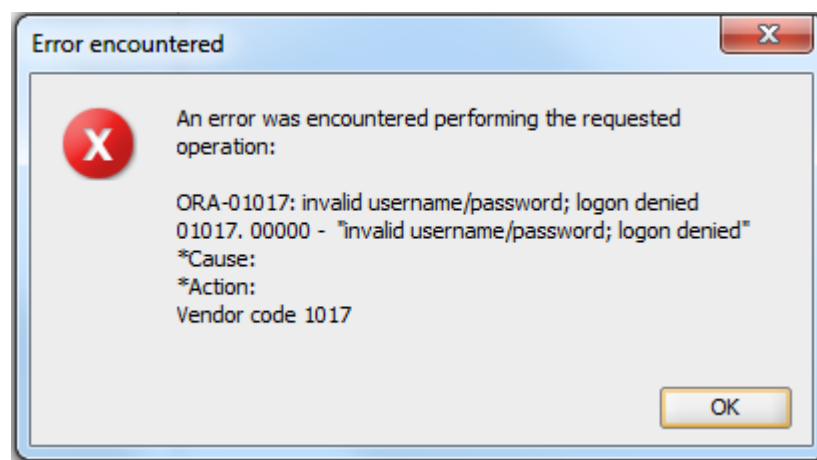 Error encountered
X
An error was encountered performing the requested
operation:
ORA-01017: invalid username/password; logon denied
01017. 00000 -  "invalid username/password; logon denied"
*Cause:
*Action:
Vendor code 1017
OK